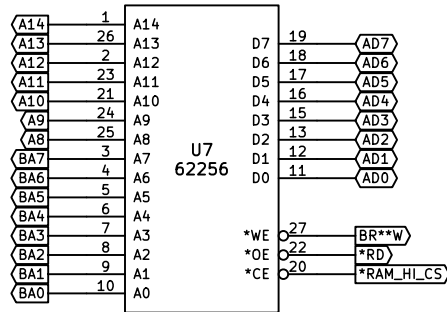 A14 1 A14
A13 26 A13 D7 19 AD7
A12 2 A12 D6 18 AD6
A11 23 A11 D5 17 AD5
A10 21 A10 D4 16 AD4
A9 24 A9 D3 15 AD3
A8 25 A8 D2 13 AD2
BA7 3 A7 U7 D1 12 AD1
BA6 4 A6 62256 D0 11 AD0
BA5 5 A5
BA4 6 A4
BA3 7 A3 *WE 27 BR**W
BA2 8 A2 *OE 22 *RD
BA1 9 A1 *CE 20 *RAM_HI_CS
BA0 10 A0